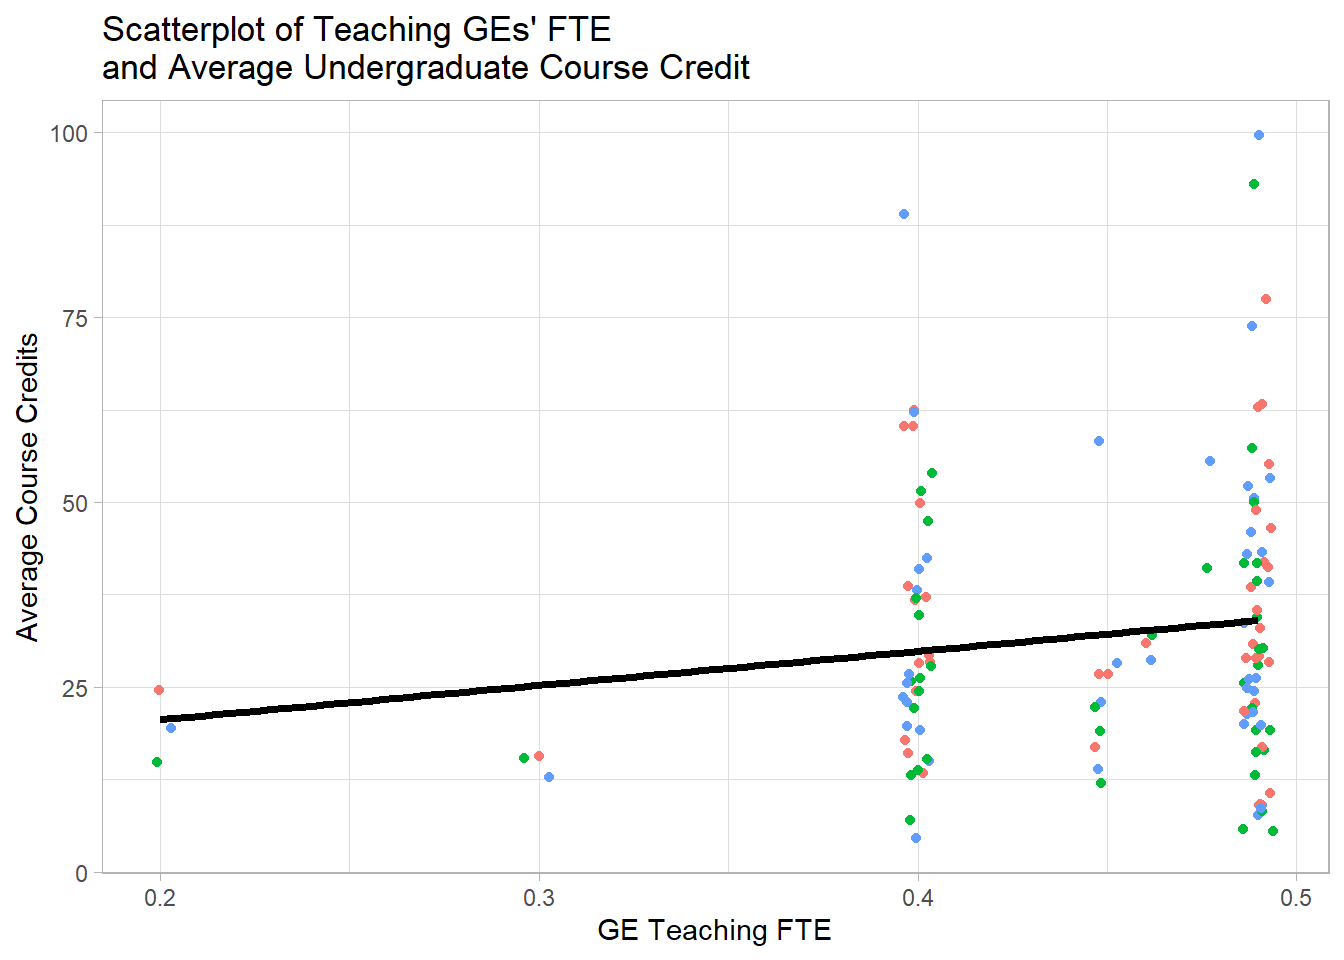 Scatterplot of Teaching GEs' FTE
and Average Undergraduate Course Credit
100
75
50
25
0
Average Course Credits
0.2 0.3 0.4 0.5
GE Teaching FTE